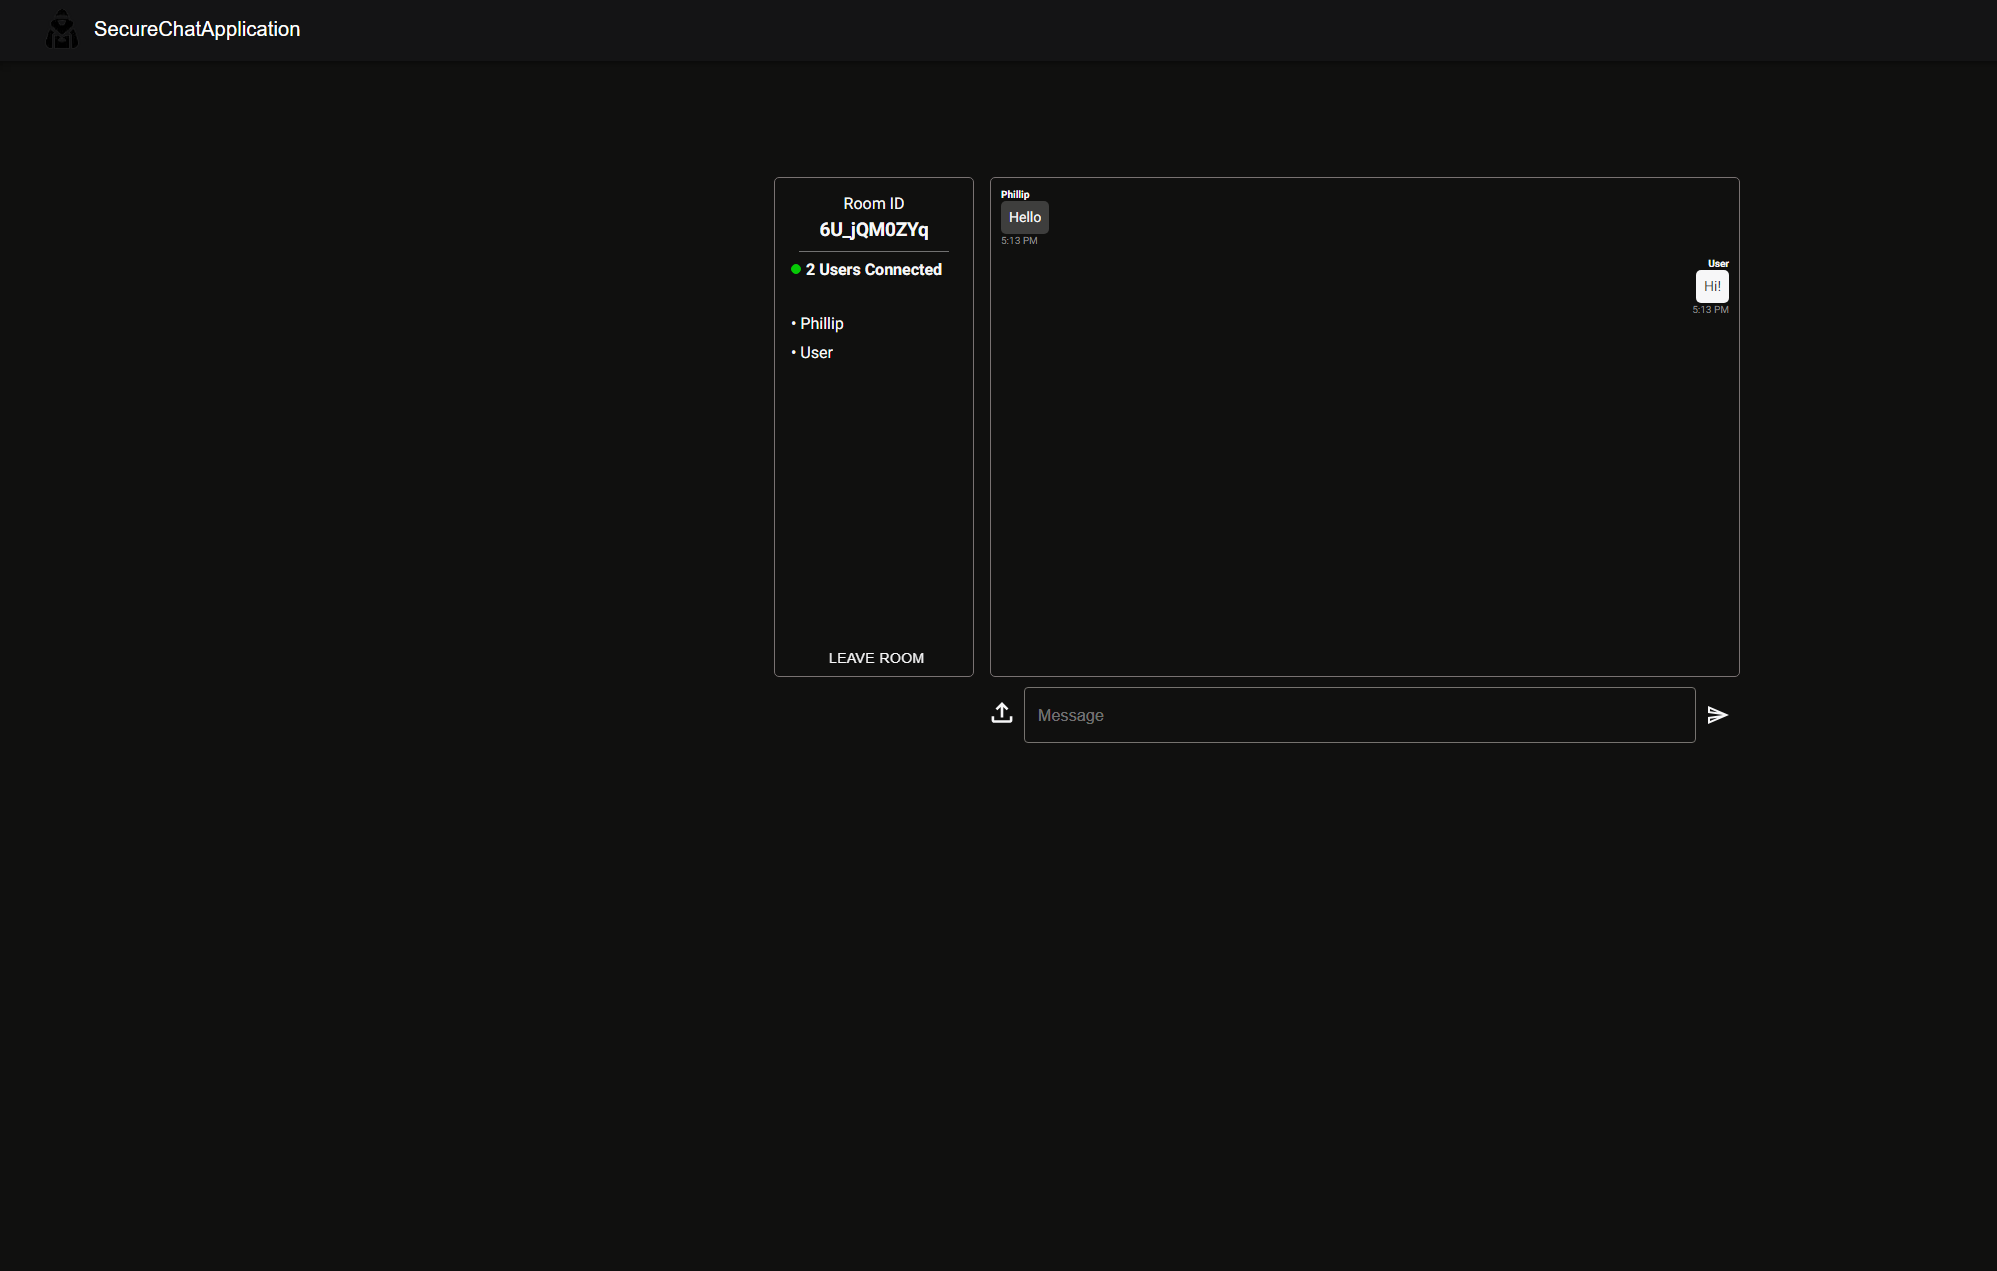 SecureChatApplication
Room ID
6U_jQM0ZYq
2 Users Connected
• Phillip
• User
LEAVE ROOM
Phillip
Hello
5:13 PM
User
Hi!
5:13 PM
Message